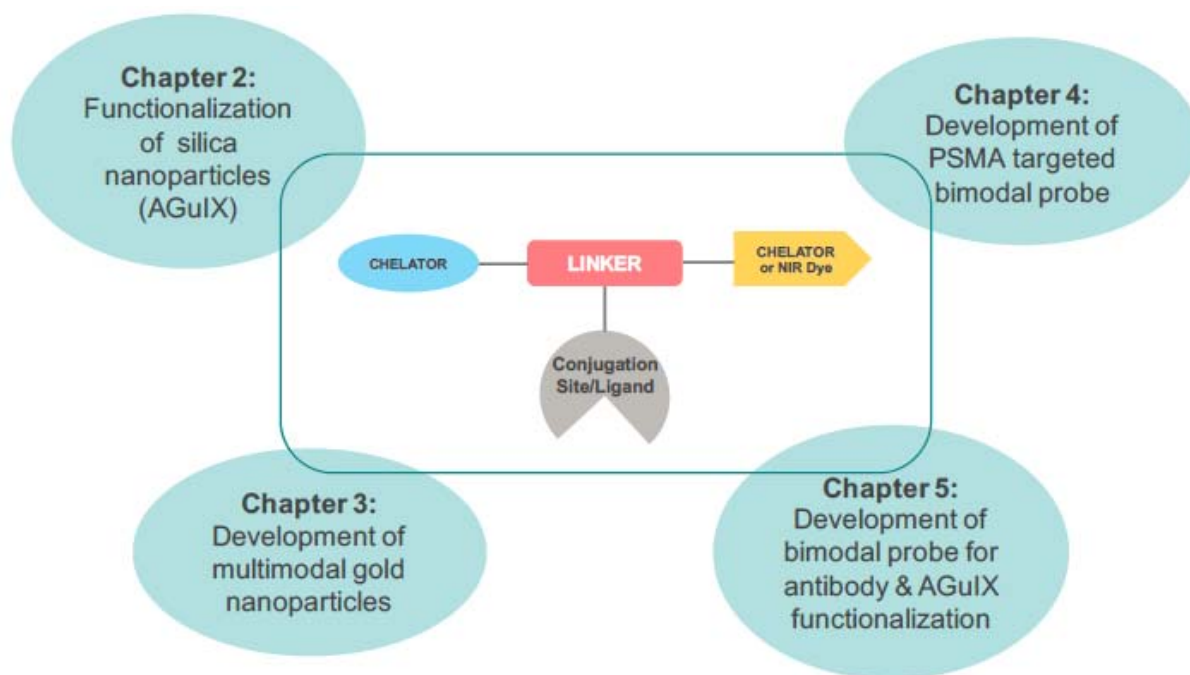 Chapter 2:
Functionalization
of silica
nanoparticles
(AGuIX)
Chapter 4:
Development of
PSMA targeted
bimodal probe
CHELATOR
LINKER
CHELATOR
or NIR Dye
Conjugation
Site/Ligand
Chapter 3:
Development of
multimodal gold
nanoparticles
Chapter 5:
Development of
bimodal probe for
antibody & AGuIX
functionalization